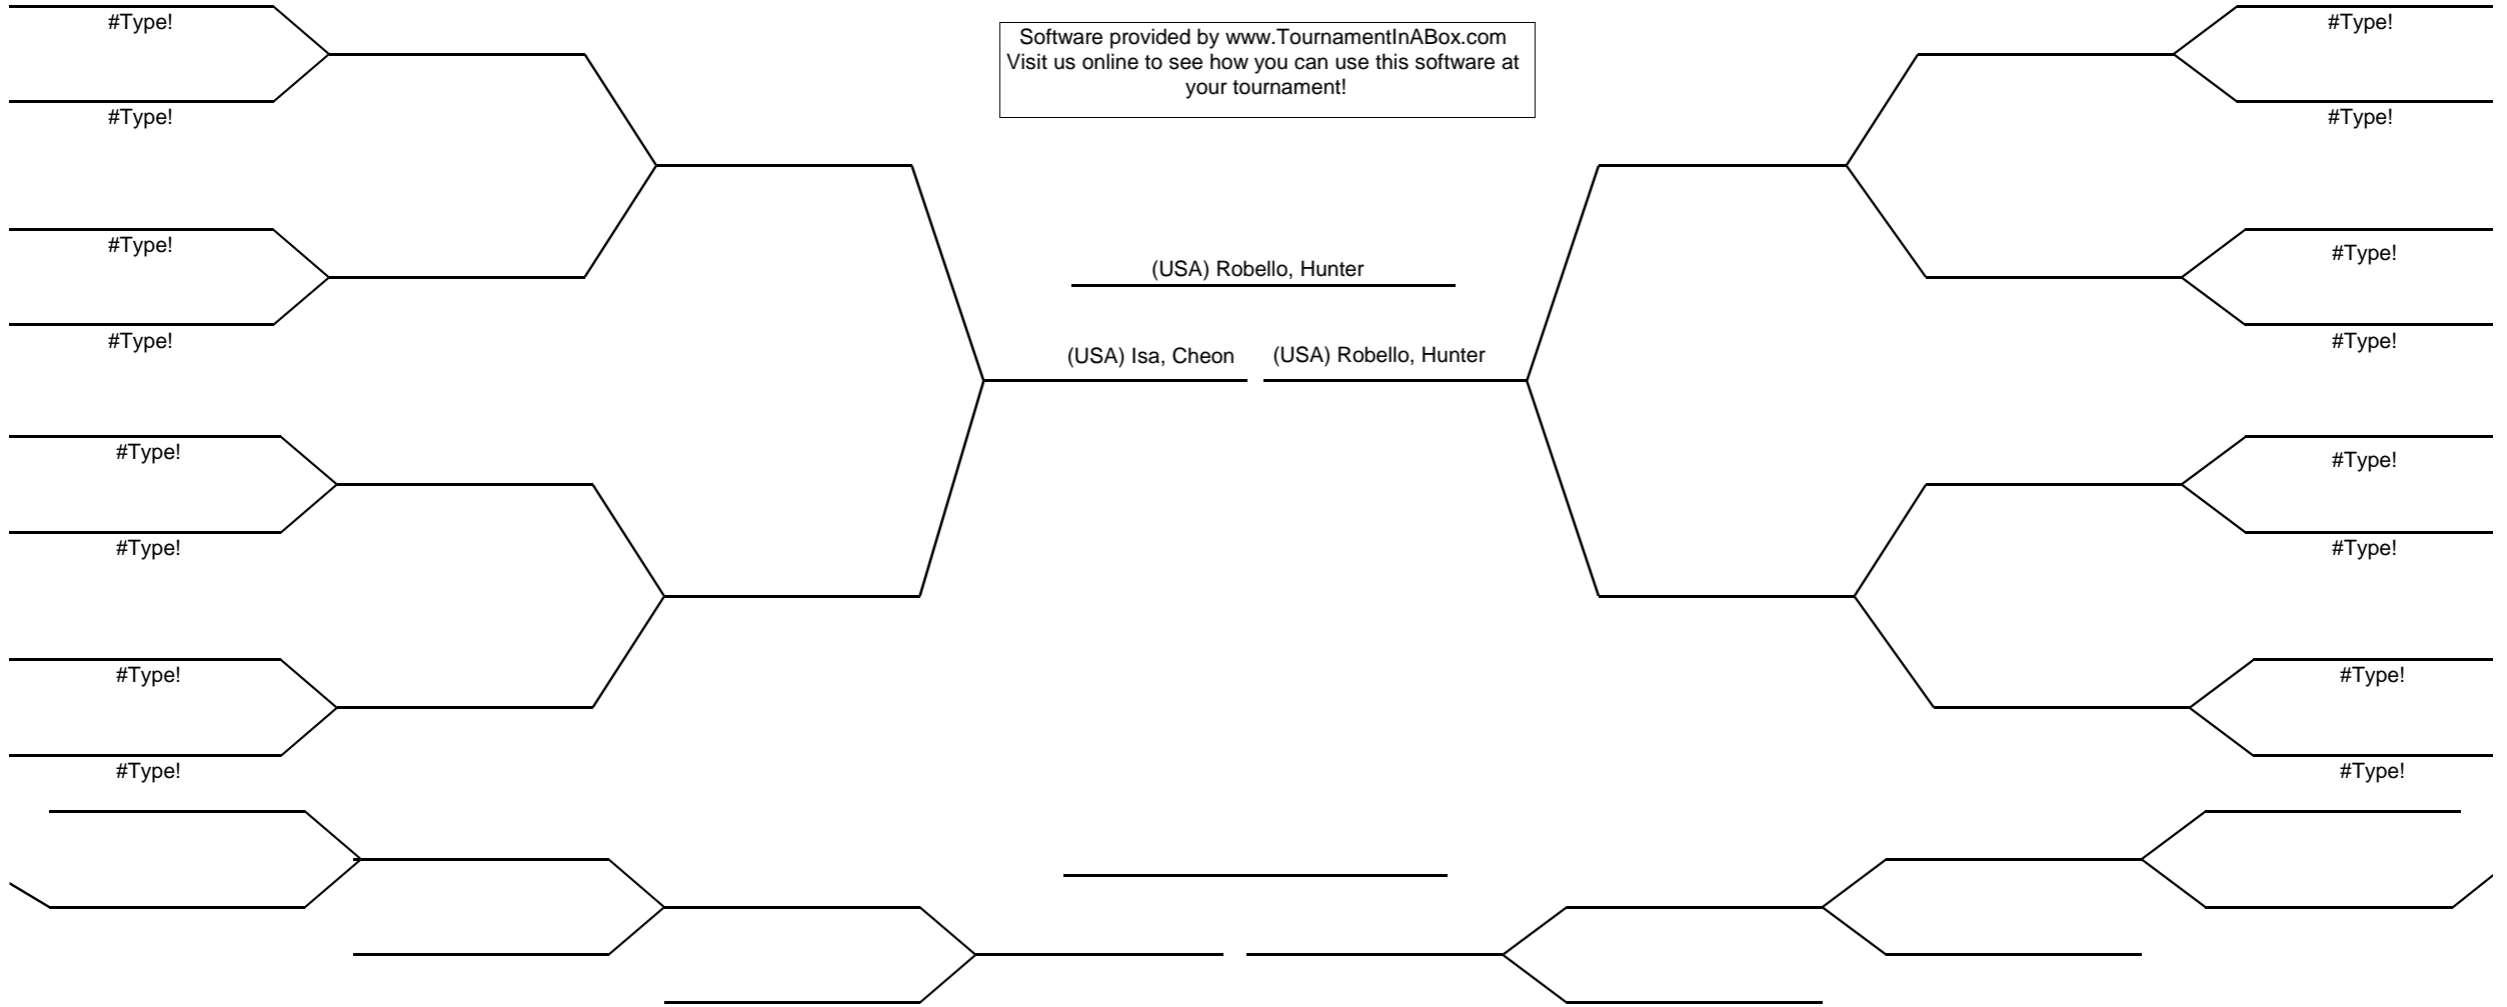 #Type!
#Type!
Software provided by www.TournamentInABox.com
Visit us online to see how you can use this software at
your tournament!
#Type!
#Type!
#Type!
#Type!
(USA) Robello, Hunter
#Type!
#Type!
(USA) Isa, Cheon
(USA) Robello, Hunter
#Type!
#Type!
#Type!
#Type!
#Type!
#Type!
#Type!
#Type!